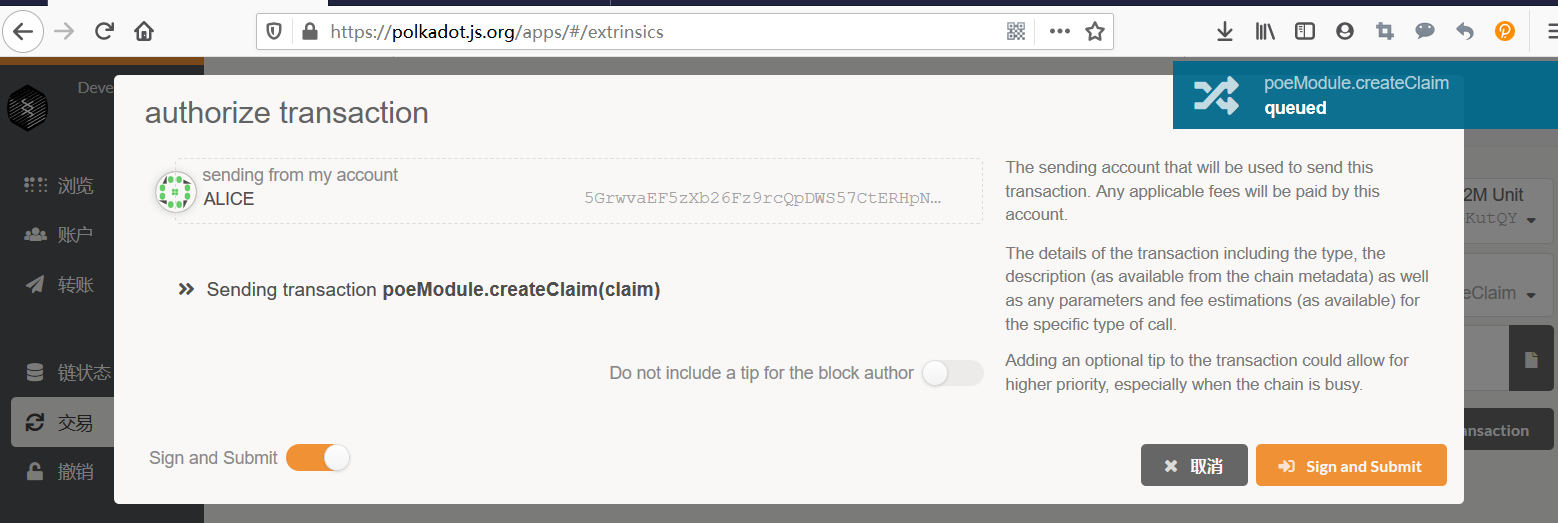 https://polkadot.js.org/apps/#/extrinsics
Deve
poeModule.createClaim
queued
authorize transaction
sending from my account
ALICE
5GrwvaEF5zXb26Fz9rcQpDWS57CtERHpN…
The sending account that will be used to send this
transaction. Any applicable fees will be paid by this
account.
Sending transaction poeModule.createClaim(claim)
The details of the transaction including the type, the
description (as available from the chain metadata) as well
as any parameters and fee estimations (as available) for
the specific type of call.
Do not include a tip for the block author
Adding an optional tip to the transaction could allow for
higher priority, especially when the chain is busy.
Sign and Submit
取消
Sign and Submit
浏览
账户
转账
链状态
交易
撤销
2M Unit
KutQY
eClaim
ansaction